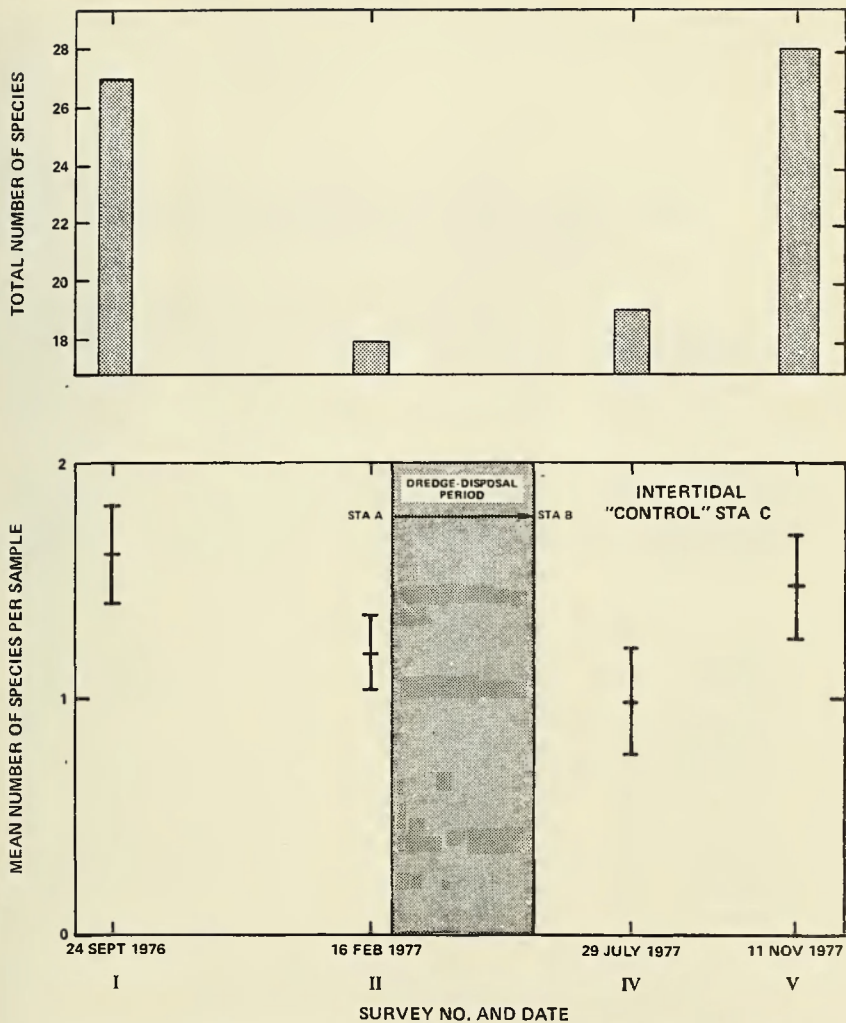 TOTAL NUMBER OF SPECIES
28
26
24
22
20
18
MEAN NUMBER OF SPECIES PER SAMPLE
2
1
0
DREDGE-DISPOSAL
PERIOD
STA A
STA B
INTERTIDAL
"CONTROL" STA C
24 SEPT 1976
16 FEB 1977
29 JULY 1977
11 NOV 1977
I
II
IV
V
SURVEY NO. AND DATE